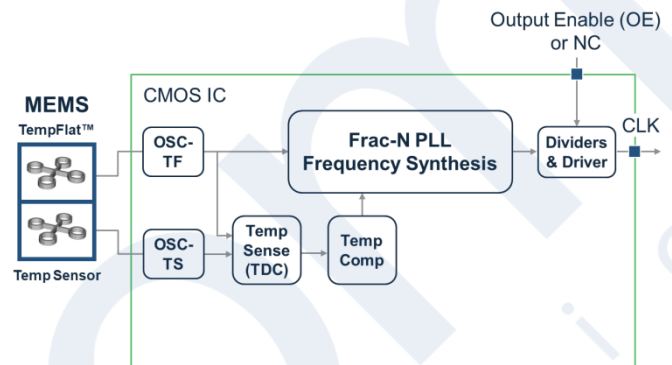 Output Enable (OE)
or NC
MEMS
TempFlat™
CMOS IC
CLK
OSC-
TF
Frac-N PLL
Frequency Synthesis
Dividers
& Driver
OSC-
TS
Temp
Sense
(TDC)
Temp
Comp
Temp Sensor